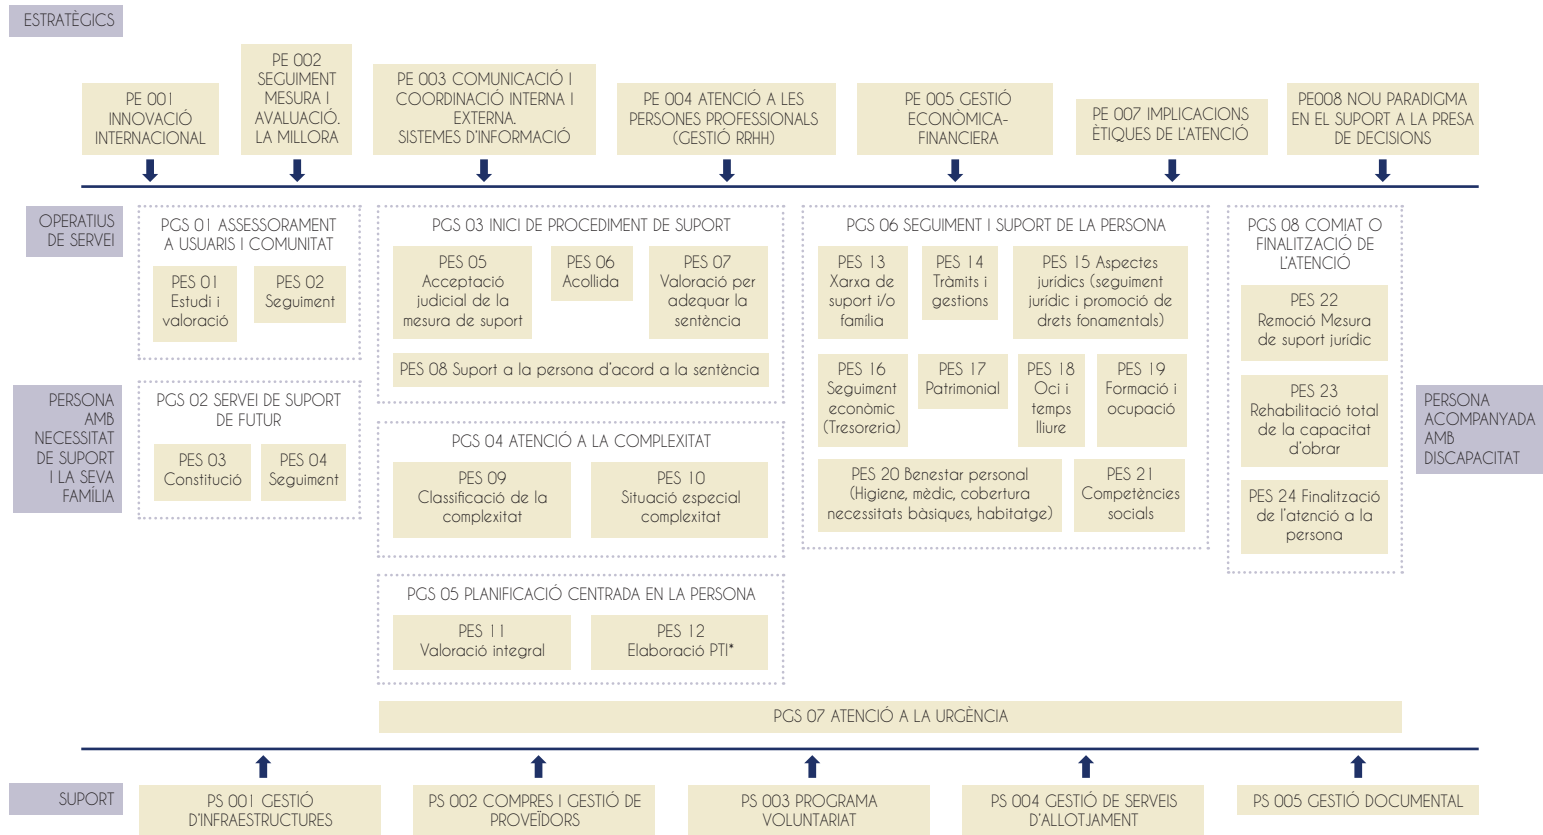 ESTRATÈGICS
PE 001
INNOVACIÓ
INTERNACIONAL
PE 002
SEGUIMENT
MESURA I
AVALUACIÓ.
LA MILLORA
PE 003 COMUNICACIÓ I
COORDINACIÓ INTERNA I
EXTERNA.
SISTEMES D'INFORMACIÓ
PE 004 ATENCIÓ A LES
PERSONES PROFESSIONALS
(GESTIÓ RRHH)
PE 005 GESTIÓ
ECONÒMICA-
FINANCIERA
PE 007 IMPLICACIONS
ÈTIQUES DE L'ATENCIÓ
PE008 NOU PARADIGMA
EN EL SUPORT A LA PRESA
DE DECISIONS
OPERATIUS
DE SERVEI
PERSONA
AMB
NECESSITAT
DE SUPORT
I LA SEVA
FAMÍLIA
PGS 01 ASSESSORAMENT
A USUARIS I COMUNITAT
PES 01
Estudi i
valoració
PES 02
Seguiment
PGS 02 SERVEI DE SUPORT
DE FUTUR
PES 03
Constitució
PES 04
Seguiment
PGS 03 INICI DE PROCEDIMENT DE SUPORT
PES 05
Acceptació
judicial de la
mesura de suport
PES 06
Acollida
PES 07
Valoració per
adequar la
sentència
PES 08 Suport a la persona d'acord a la sentència
PGS 04 ATENCIÓ A LA COMPLEXITAT
PES 09
Classificació de la
complexitat
PES 10
Situació especial
complexitat
PGS 05 PLANIFICACIÓ CENTRADA EN LA PERSONA
PES 11
Valoració integral
PES 12
Elaboració PTI*
PGS 06 SEGUIMENT I SUPORT DE LA PERSONA
PES 13
Xarxa de
suport i/o
família
PES 14
Tràmits i
gestions
PES 15 Aspectes
jurídics (seguiment
jurídic i promoció de
drets fonamentals)
PES 16
Seguiment
econòmic
(Tresoreria)
PES 17
Patrimonial
PES 18
Oci i
temps
lliure
PES 19
Formació i
ocupació
PES 20 Benestar personal
(Higiene, mèdic, cobertura
necessitats bàsiques, habitatge)
PES 21
Competències
socials
PGS 08 COMIAT O
FINALITZACIÓ DE
L'ATENCIÓ
PES 22
Remoció Mesura
de suport jurídic
PES 23
Rehabilitació total
de la capacitat
d'obrar
PES 24 Finalització
de l'atenció a la
persona
PERSONA
ACOMPANYADA
AMB
DISCAPACITAT
PGS 07 ATENCIÓ A LA URGÈNCIA
SUPORT
PS 001 GESTIÓ
D'INFRAESTRUCTURES
PS 002 COMPRES I GESTIÓ DE
PROVEÏDORS
PS 003 PROGRAMA
VOLUNTARIAT
PS 004 GESTIÓ DE SERVEIS
D'ALLOTJAMENT
PS 005 GESTIÓ DOCUMENTAL